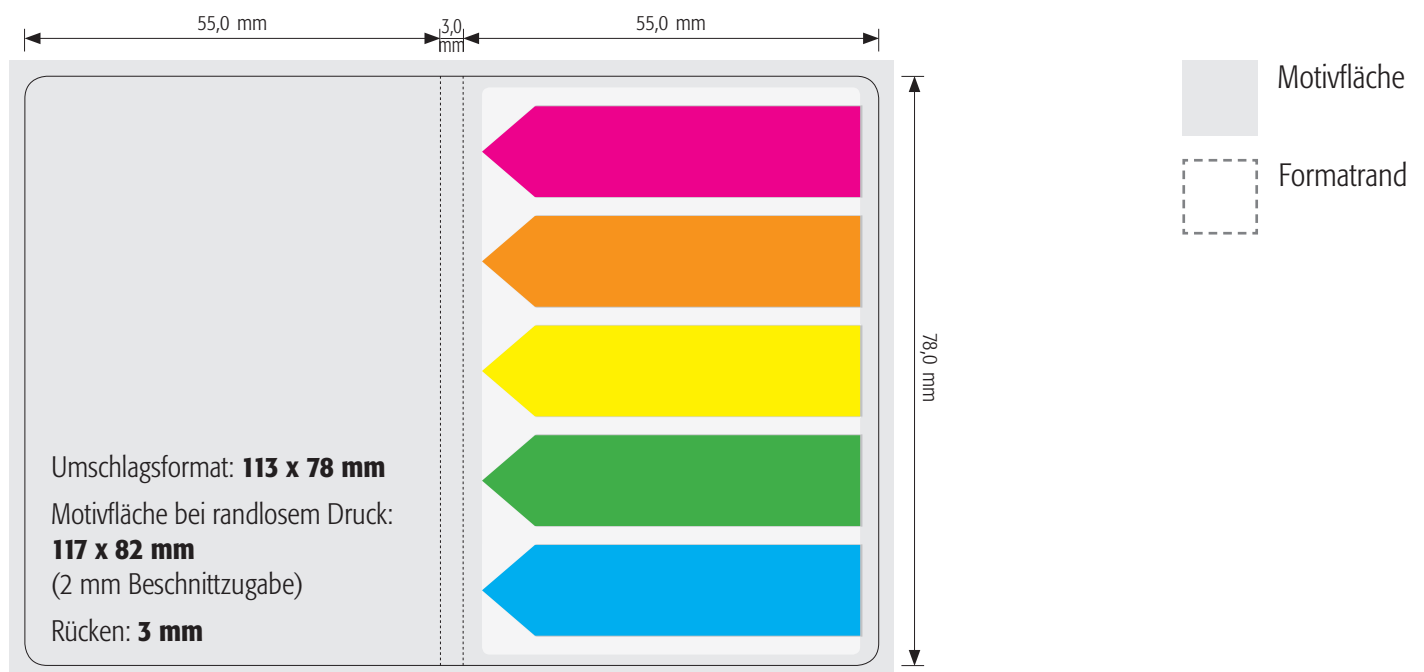 55,0 mm
3,0
mm
55,0 mm
Motivfläche
Formatrand
78,0 mm
Umschlagsformat: 113 x 78 mm
Motivfläche bei randlosem Druck:
117 x 82 mm
(2 mm Beschnittzugabe)
Rücken: 3 mm